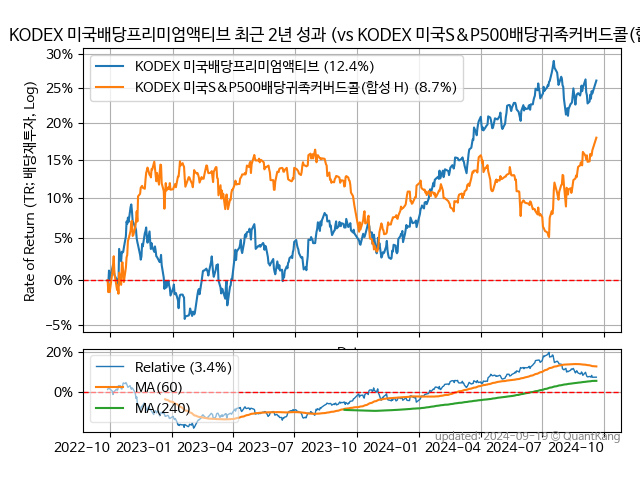 KODEX 미국배당프리미엄액티브 최근 2년 성과 (vs KODEX 미국S&P500배당귀족커버드콜(합
30%
25%
20%
15%
10%
5%
0%
−5%
Rate of Return (TR: 배당재투자, Log)
KODEX 미국배당프리미엄액티브 (12.4%)
KODEX 미국S&P500배당귀족커버드콜(합성 H) (8.7%)
20%
0%
Relative (3.4%)
MA(60)
MA(240)
2022−10 2023−01 2023−04 2023−07 2023−10 2024−01 2024−04 2024−07 2024−10
updated: 2024−09−19 © QuantKang